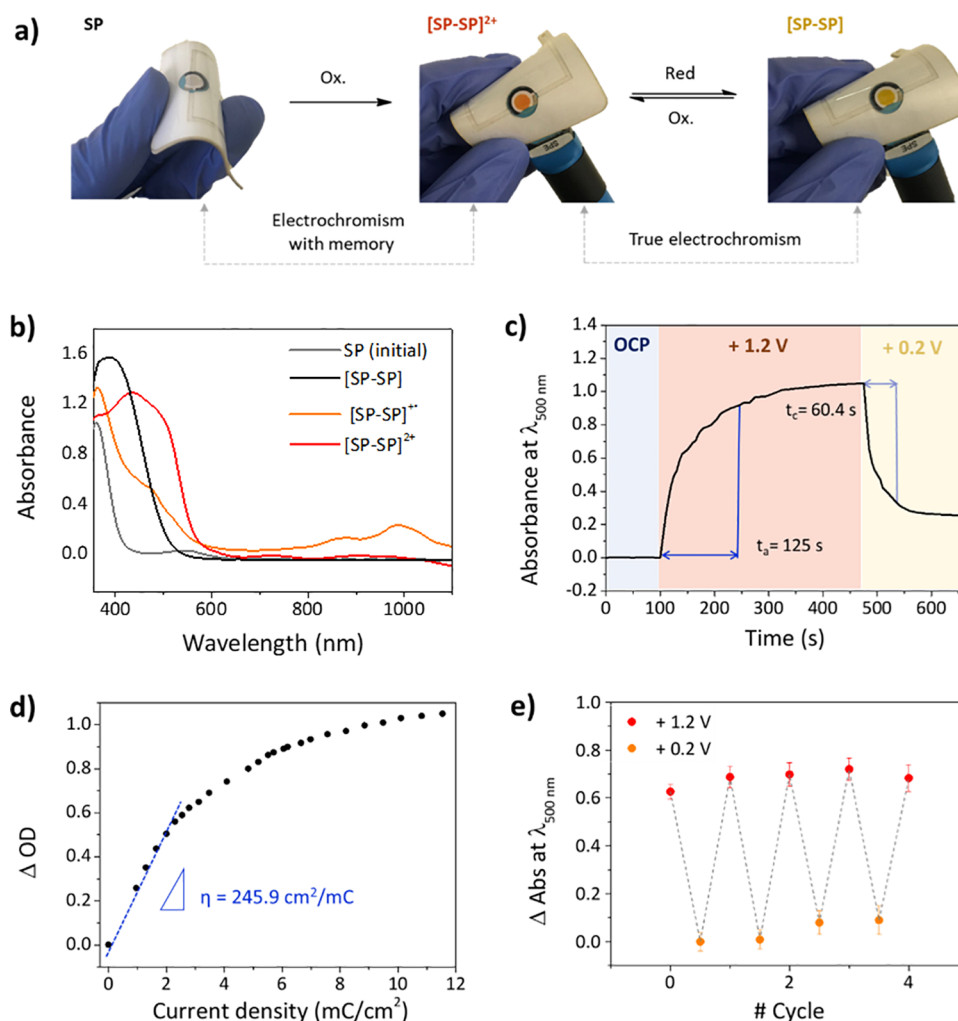 a)
SP
[SP-SP]²⁺
[SP-SP]
Ox.
Red
Ox.
SPE
SPE
Electrochromism
with memory
True electrochromism
b)
Absorbance
1.6
1.2
0.8
0.4
0.0
SP (initial)
[SP-SP]
[SP-SP]⁺•
[SP-SP]²⁺
400 600 800 1000
Wavelength (nm)
c)
Absorbance at λ500 nm
1.4
1.2
1.0
0.8
0.6
0.4
0.2
0.0
-0.2
OCP
+ 1.2 V
+ 0.2 V
tc= 60.4 s
ta= 125 s
0 100 200 300 400 500 600
Time (s)
d)
Δ OD
1.0
0.8
0.6
0.4
0.2
0.0
η = 245.9 cm²/mC
0 2 4 6 8 10 12
Current density (mC/cm²)
e)
Δ Abs at λ500 nm
1.0
0.8
0.6
0.4
0.2
0.0
+ 1.2 V
+ 0.2 V
0 2 4
# Cycle